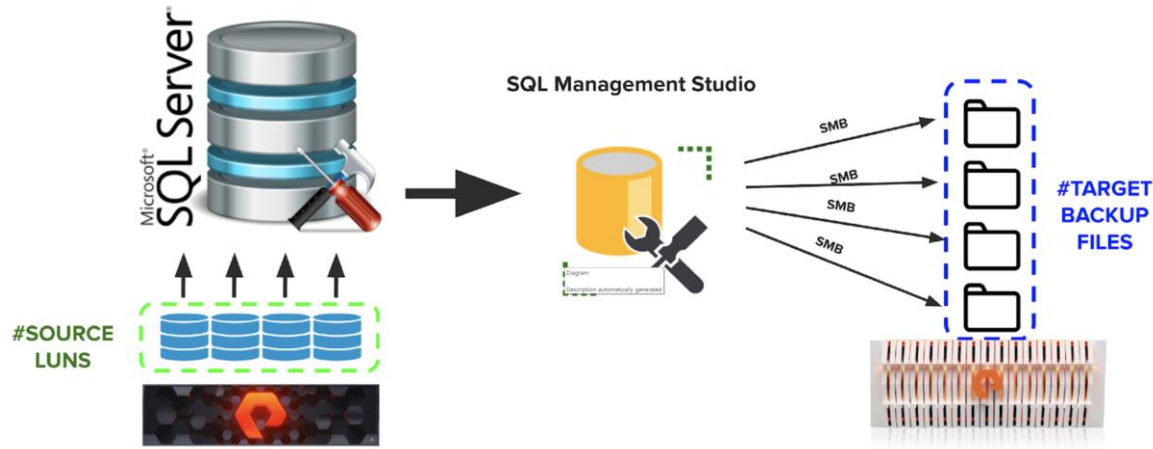 Microsoft®
SQL Server®
SQL Management Studio
SMB
SMB
SMB
SMB
#TARGET
BACKUP
FILES
Diagram
Description automatically generated
#SOURCE
LUNS